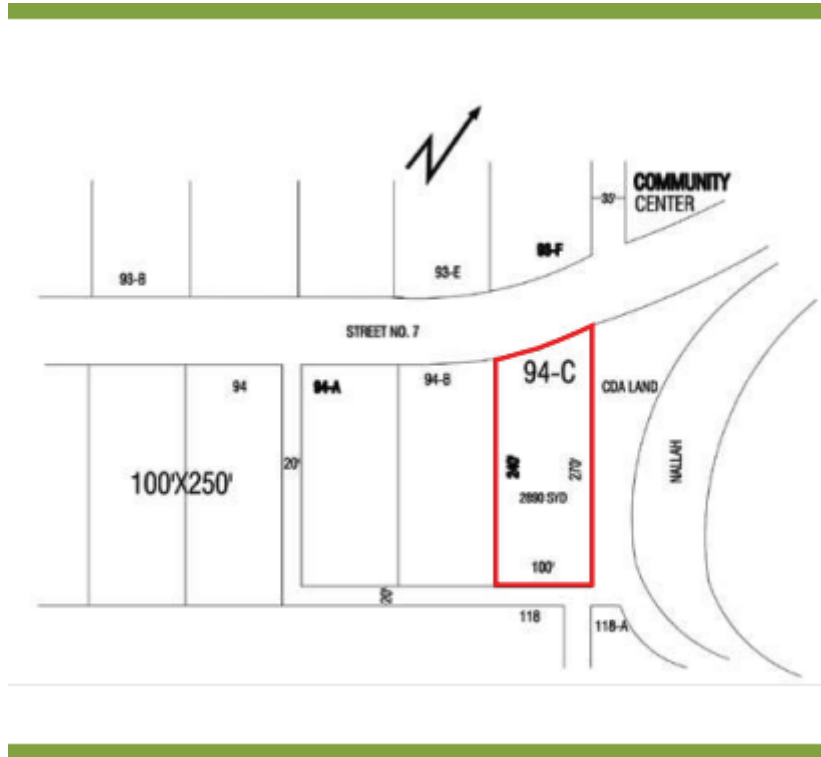 COMMUNITY
CENTER
30'
93-F
93-E
93-B
STREET NO. 7
94-C
94-B
94-A
94
CDA LAND
100'X250'
20'
240'
270'
NALLAH
2890 SYD
100'
20'
118
118-A